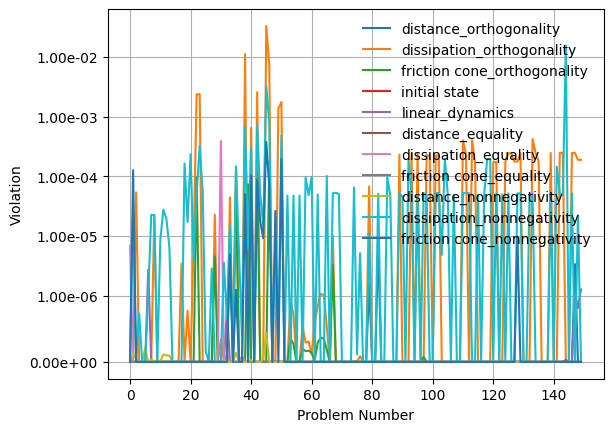 distance_orthogonality
dissipation_orthogonality
friction cone_orthogonality
initial state
linear_dynamics
distance_equality
dissipation_equality
friction cone_equality
distance_nonnegativity
dissipation_nonnegativity
friction cone_nonnegativity
1.00e-02
1.00e-03
1.00e-04
1.00e-05
1.00e-06
0.00e+00
Violation
0 20 40 60 80 100 120 140
Problem Number